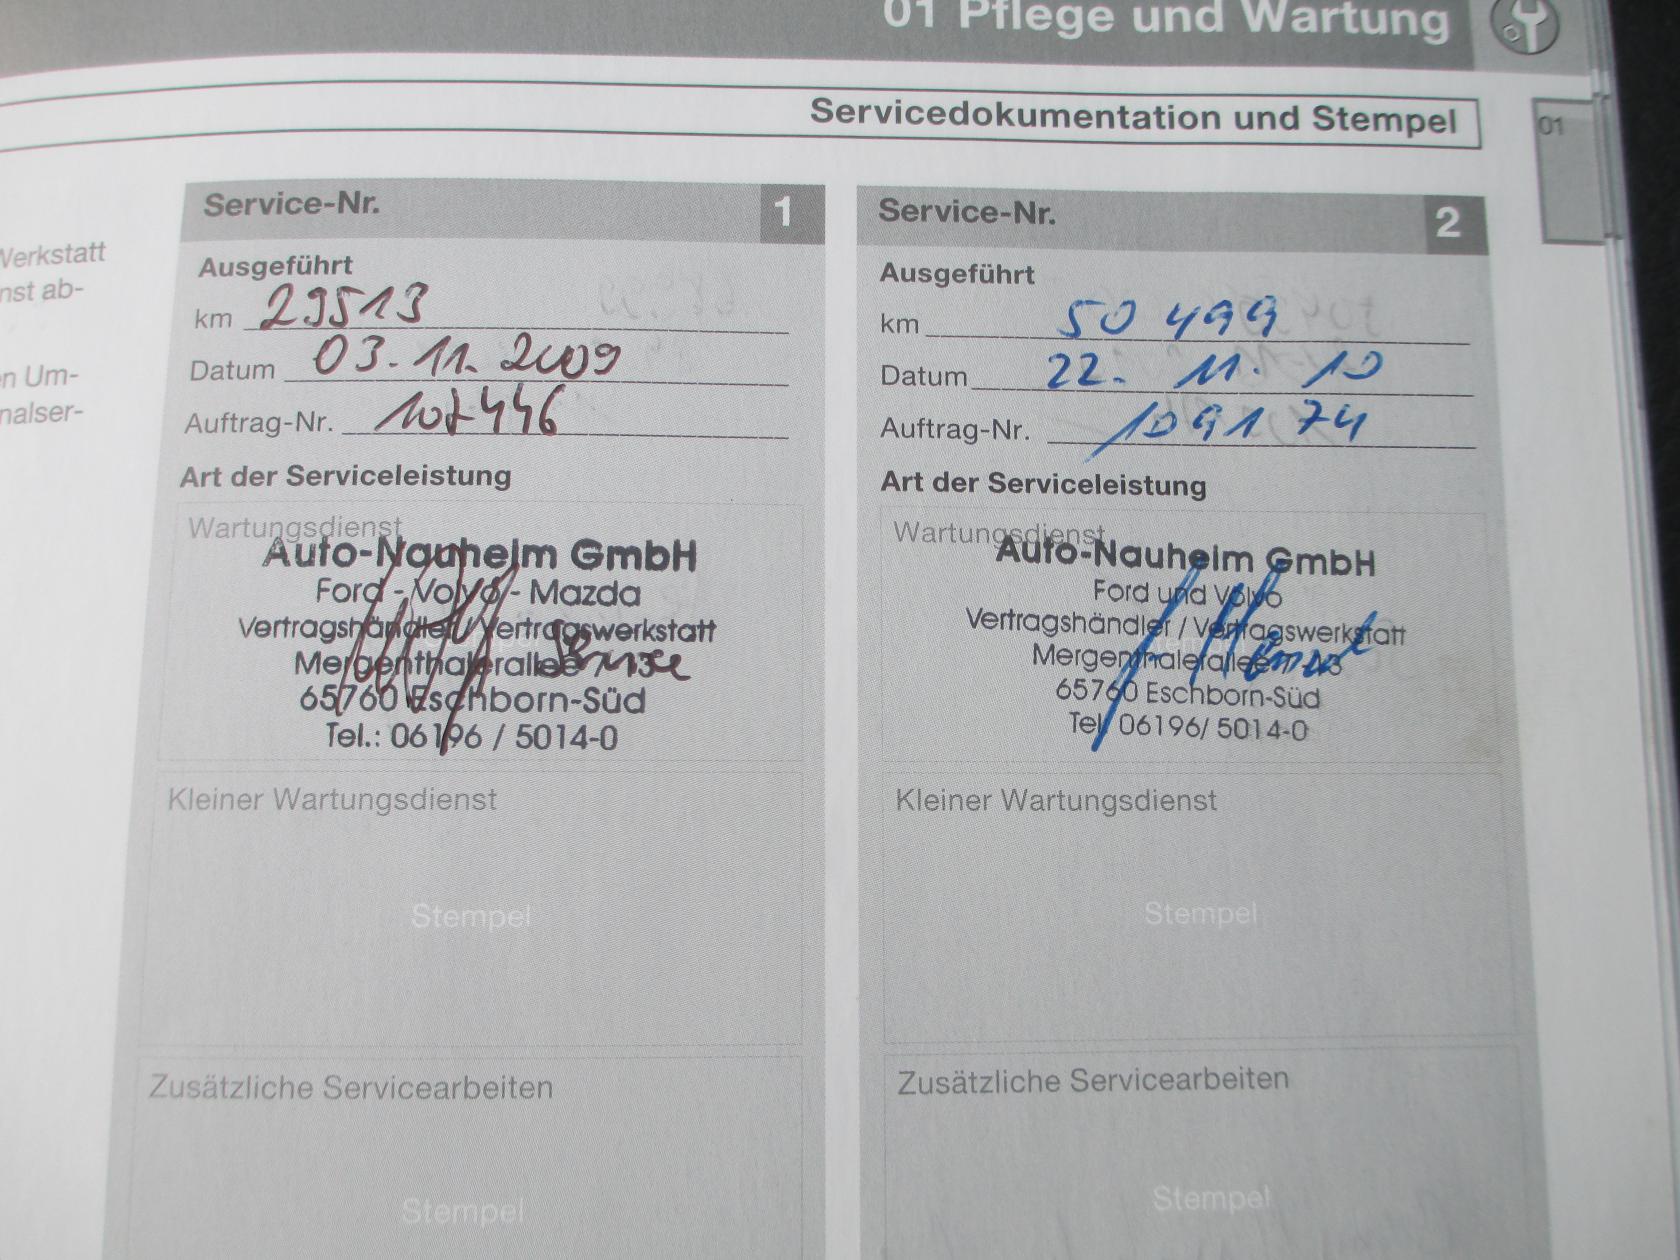 01 Pflege und Wartung
Servicedokumentation und Stempel
01
Werkstatt
nst ab-
n Um-
nalser-
Service-Nr. 1
Ausgeführt
km 29513
Datum 03.11.2009
Auftrag-Nr. 107446
Art der Serviceleistung
Wartungsdienst
Auto-Nauheim GmbH
Ford - Volvo - Mazda
Vertragshändler / Vertragswerkstatt
Mergenthalerallee
65760 Eschborn-Süd
Tel.: 06196 / 5014-0
Kleiner Wartungsdienst
Stempel
Zusätzliche Servicearbeiten
Stempel
Service-Nr. 2
Ausgeführt
km 50 499
Datum 22. 11. 10
Auftrag-Nr. 109174
Art der Serviceleistung
Wartungsdienst
Auto-Nauheim GmbH
Ford und Volvo
Vertragshändler / Vertragswerkstatt
Mergenthalerallee
65760 Eschborn-Süd
Tel. 06196/ 5014-0
Kleiner Wartungsdienst
Stempel
Zusätzliche Servicearbeiten
Stempel